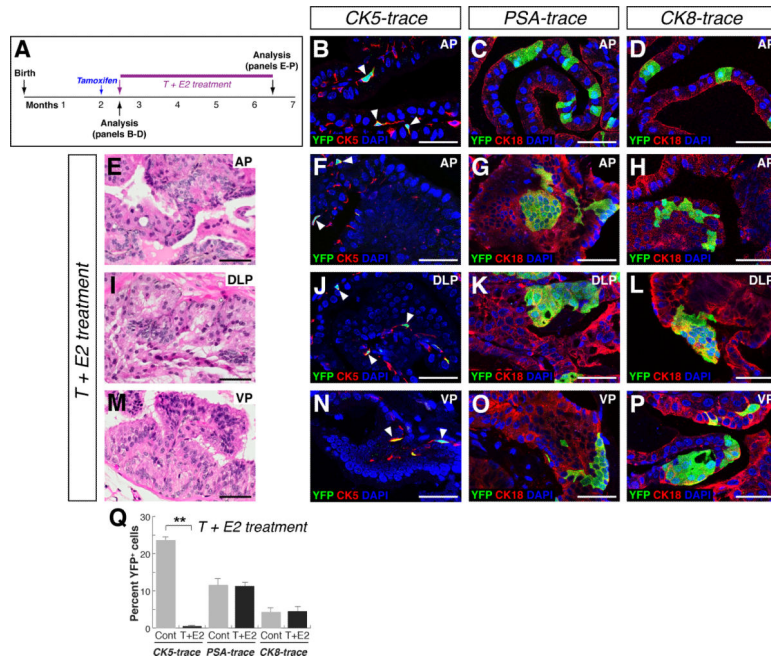 CK5-trace
PSA-trace
CK8-trace
A
Analysis
(panels E-P)
Birth
Tamoxifen
T + E2 treatment
Months 1 2 3 4 5 6 7
Analysis
(panels B-D)
B
AP
YFP CK5 DAPI
C
AP
YFP CK18 DAPI
D
AP
YFP CK18 DAPI
T + E2 treatment
E
AP
F
AP
YFP CK5 DAPI
G
AP
YFP CK18 DAPI
H
AP
YFP CK18 DAPI
I
DLP
J
DLP
YFP CK5 DAPI
K
DLP
YFP CK18 DAPI
L
DLP
YFP CK18 DAPI
M
VP
N
VP
YFP CK5 DAPI
O
VP
YFP CK18 DAPI
P
VP
YFP CK18 DAPI
Q
** T + E2 treatment
Percent YFP+ cells
30
20
10
0
Cont T+E2 Cont T+E2 Cont T+E2
CK5-trace PSA-trace CK8-trace